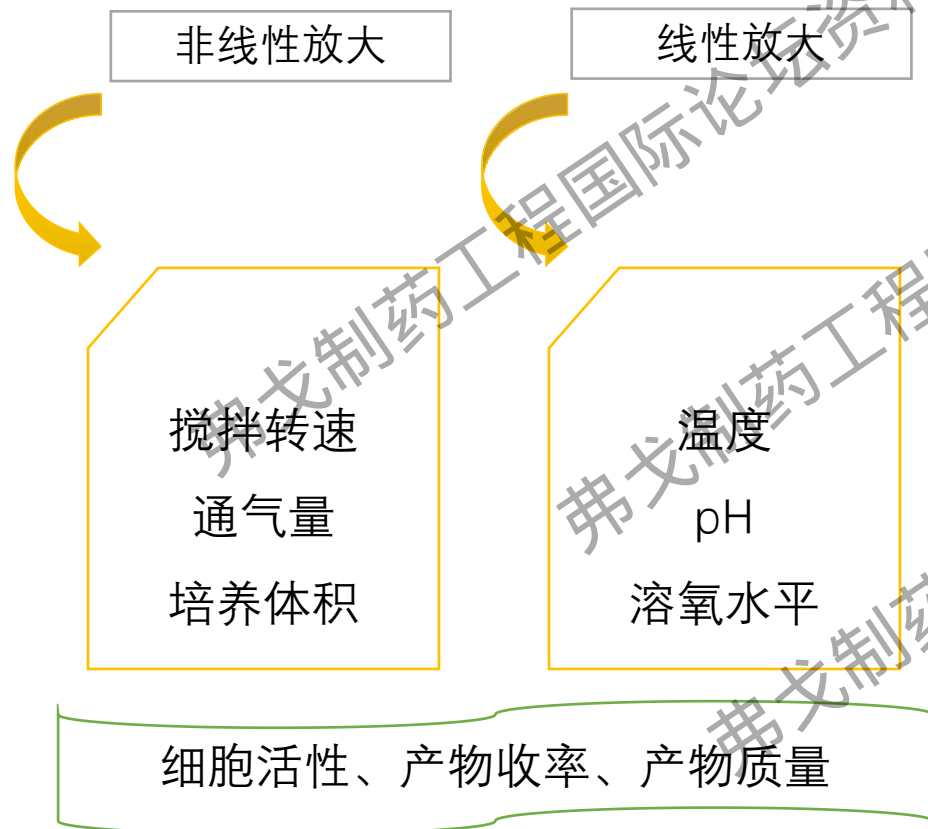 非线性放大
线性放大
搅拌转速
通气量
培养体积
温度
pH
溶氧水平
细胞活性、产物收率、产物质量
弗戈制药工程国际论坛资料
弗戈制药工程
弗戈制药